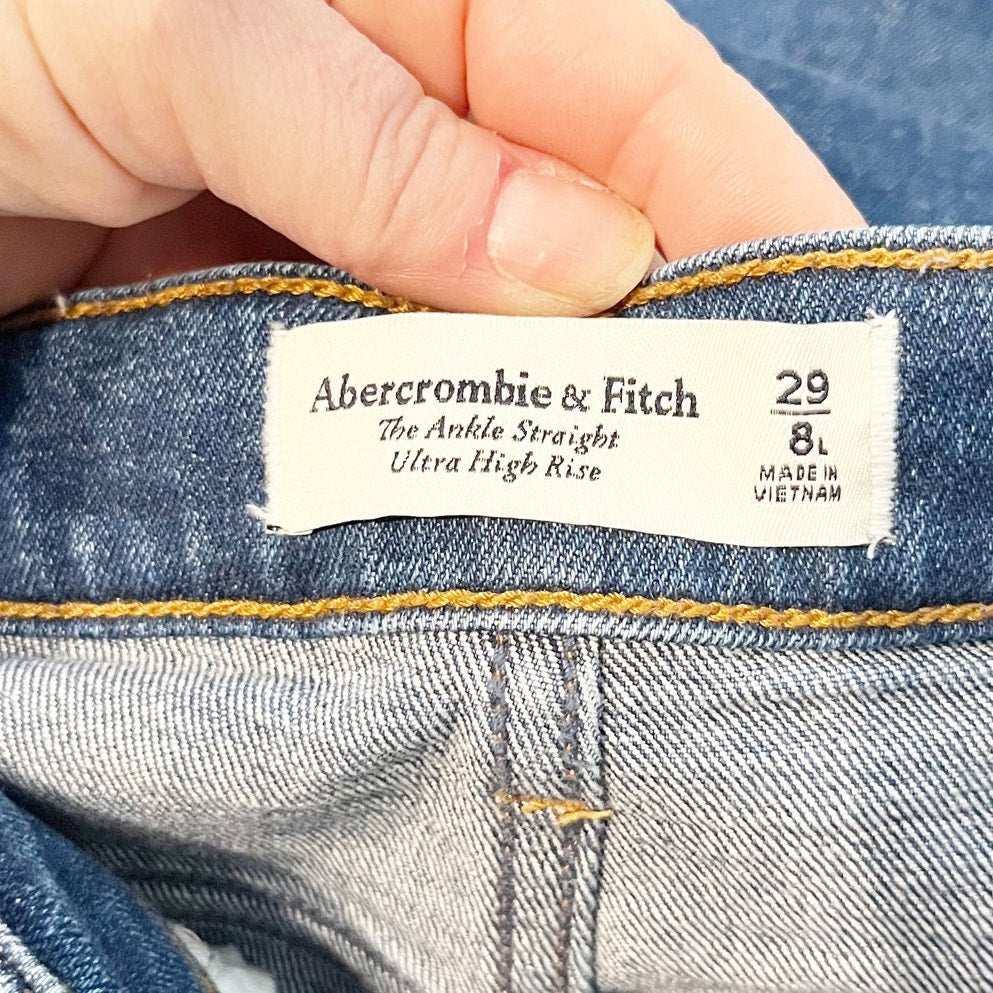 Abercrombie & Fitch
The Ankle Straight
Ultra High Rise
29
8L
MADE IN
VIETNAM